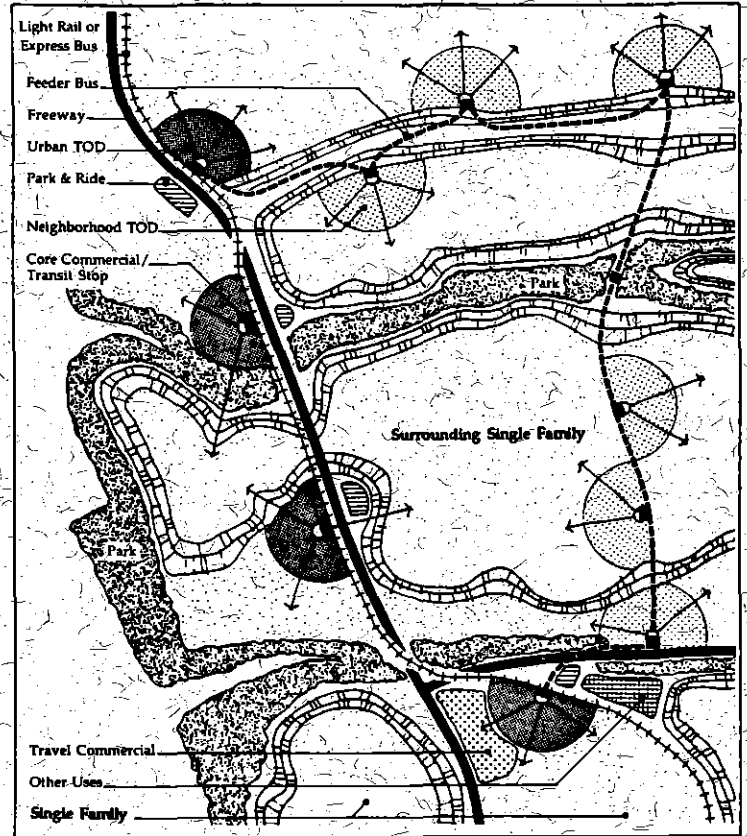 Light Rail or
Express Bus
Feeder Bus
Freeway
Urban TOD
Park & Ride
Neighborhood TOD
Core Commercial/
Transit Stop
Park
Surrounding Single Family
Park
Travel Commercial
Other Uses
Single Family